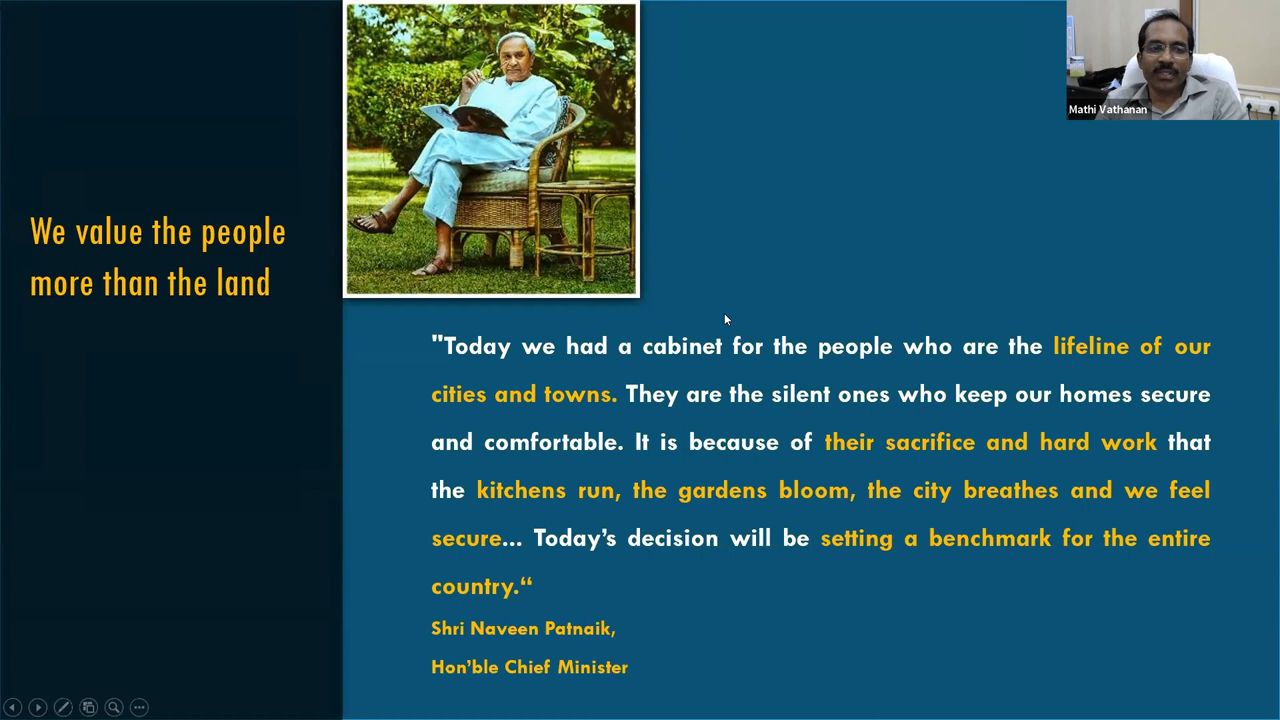 Mathi Vathanan
We value the people
more than the land
"Today we had a cabinet for the people who are the lifeline of our
cities and towns. They are the silent ones who keep our homes secure
and comfortable. It is because of their sacrifice and hard work that
the kitchens run, the gardens bloom, the city breathes and we feel
secure... Today’s decision will be setting a benchmark for the entire
country.“
Shri Naveen Patnaik,
Hon’ble Chief Minister